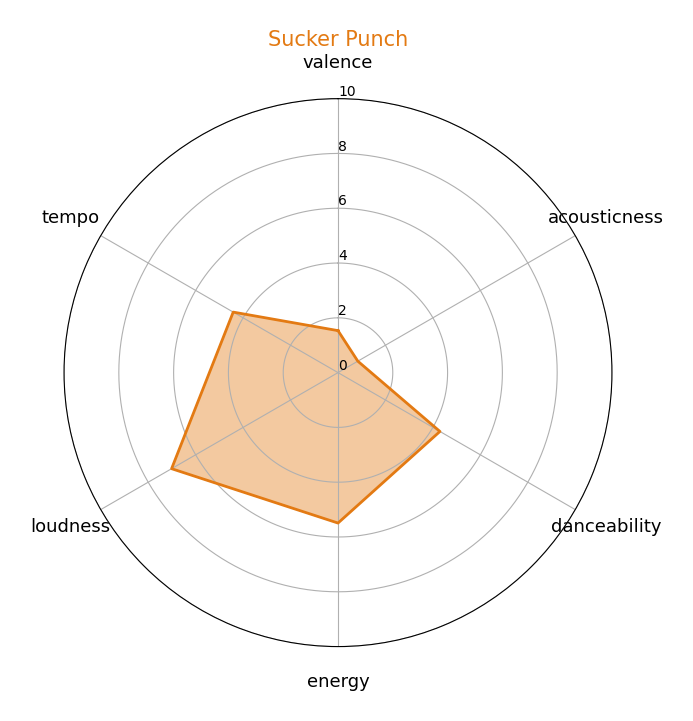 Sucker Punch
valence
10
8
6
4
2
0
tempo
acousticness
loudness
danceability
energy